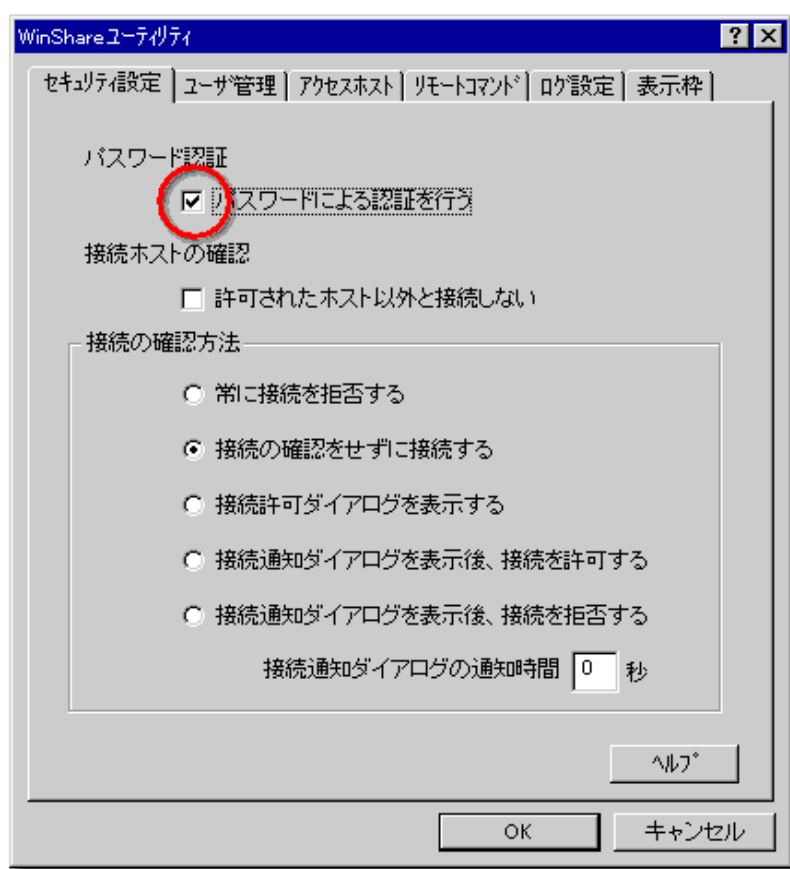 WinShareユーティリティ
セキュリティ設定 ユーザ管理 アクセスホスト リモートコマンド ログ設定 表示枠
パスワード認証
パスワードによる認証を行う
接続ホストの確認
許可されたホスト以外と接続しない
接続の確認方法
常に接続を拒否する
接続の確認をせずに接続する
接続許可ダイアログを表示する
接続通知ダイアログを表示後、接続を許可する
接続通知ダイアログを表示後、接続を拒否する
接続通知ダイアログの通知時間 0 秒
ヘルプ
OK キャンセル